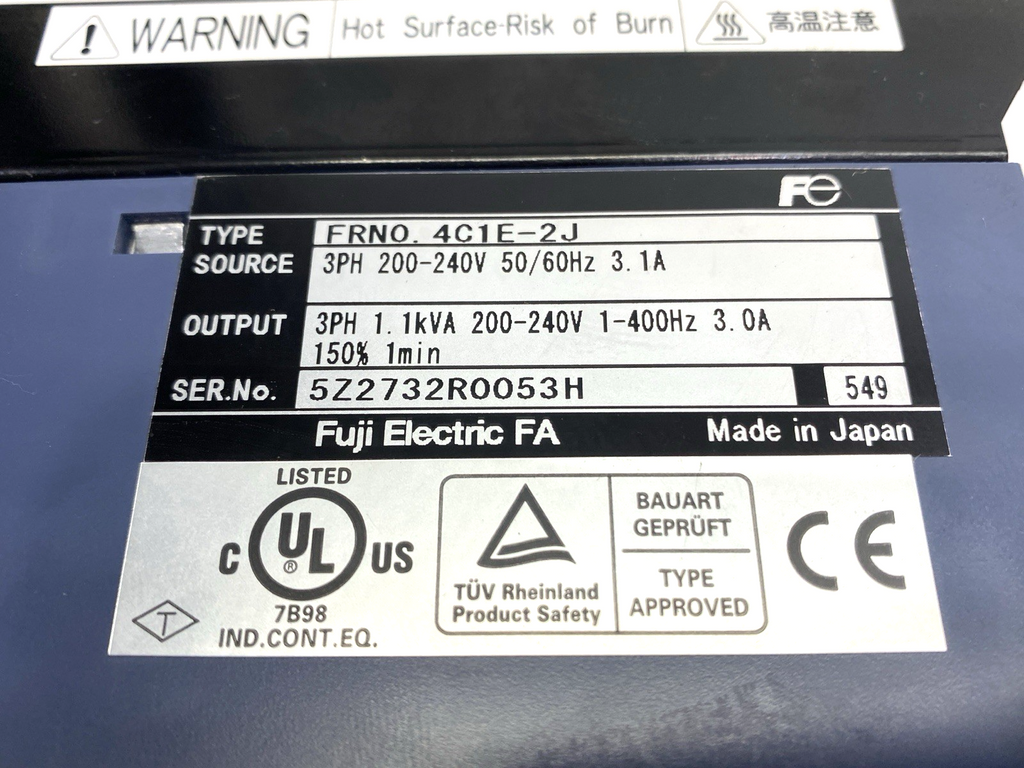 WARNING Hot Surface-Risk of Burn 高温注意
FE
TYPE FRN0.4C1E-2J
SOURCE 3PH 200-240V 50/60Hz 3.1A
OUTPUT 3PH 1.1kVA 200-240V 1-400Hz 3.0A
150% 1min
SER.No. 5Z2732R0053H 549
Fuji Electric FA Made in Japan
LISTED
C UL ® US
7B98
IND.CONT.EQ.
T
TÜV Rheinland
Product Safety
BAUART
GEPRÜFT
TYPE
APPROVED
CE